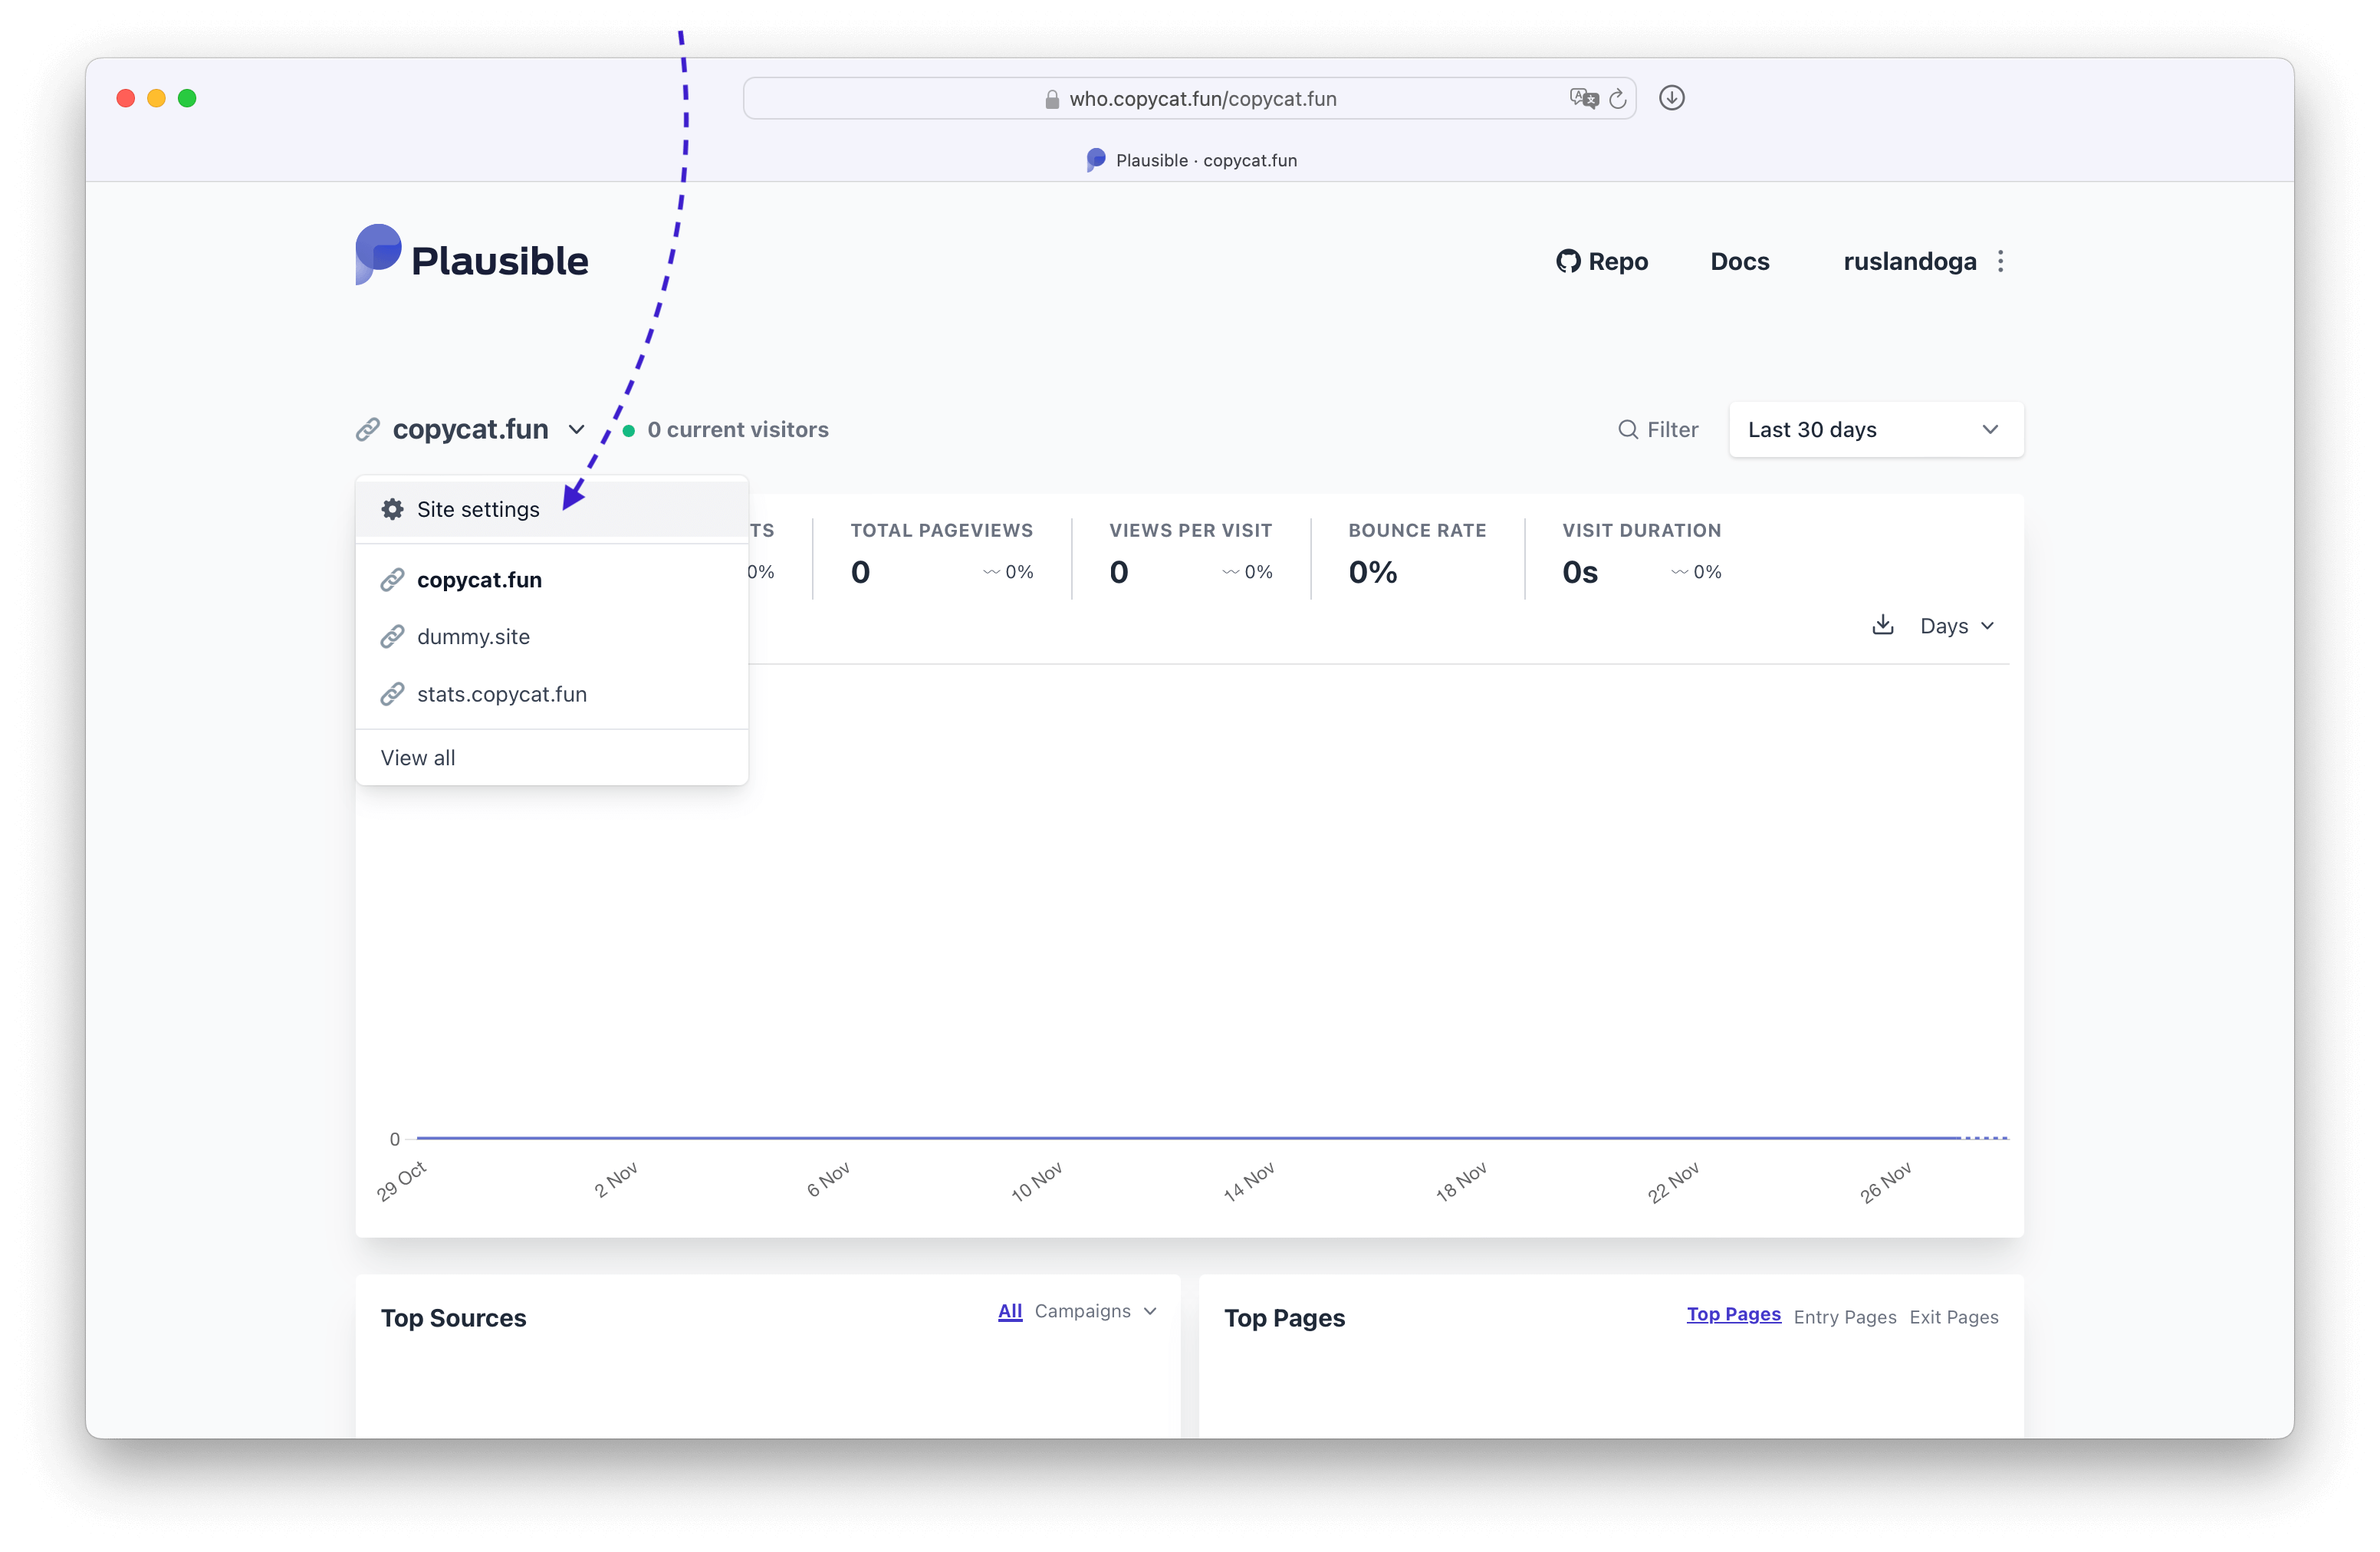 who.copycat.fun/copycat.fun
Plausible · copycat.fun
Plausible
Repo Docs ruslandoga
copycat.fun 0 current visitors Filter Last 30 days
Site settings
copycat.fun
dummy.site
stats.copycat.fun
View all
TS TOTAL PAGEVIEWS VIEWS PER VISIT BOUNCE RATE VISIT DURATION
0% 0 0% 0 0% 0% 0s 0%
Days
0
29 Oct 2 Nov 6 Nov 10 Nov 14 Nov 18 Nov 22 Nov 26 Nov
Top Sources All Campaigns
Top Pages Top Pages Entry Pages Exit Pages